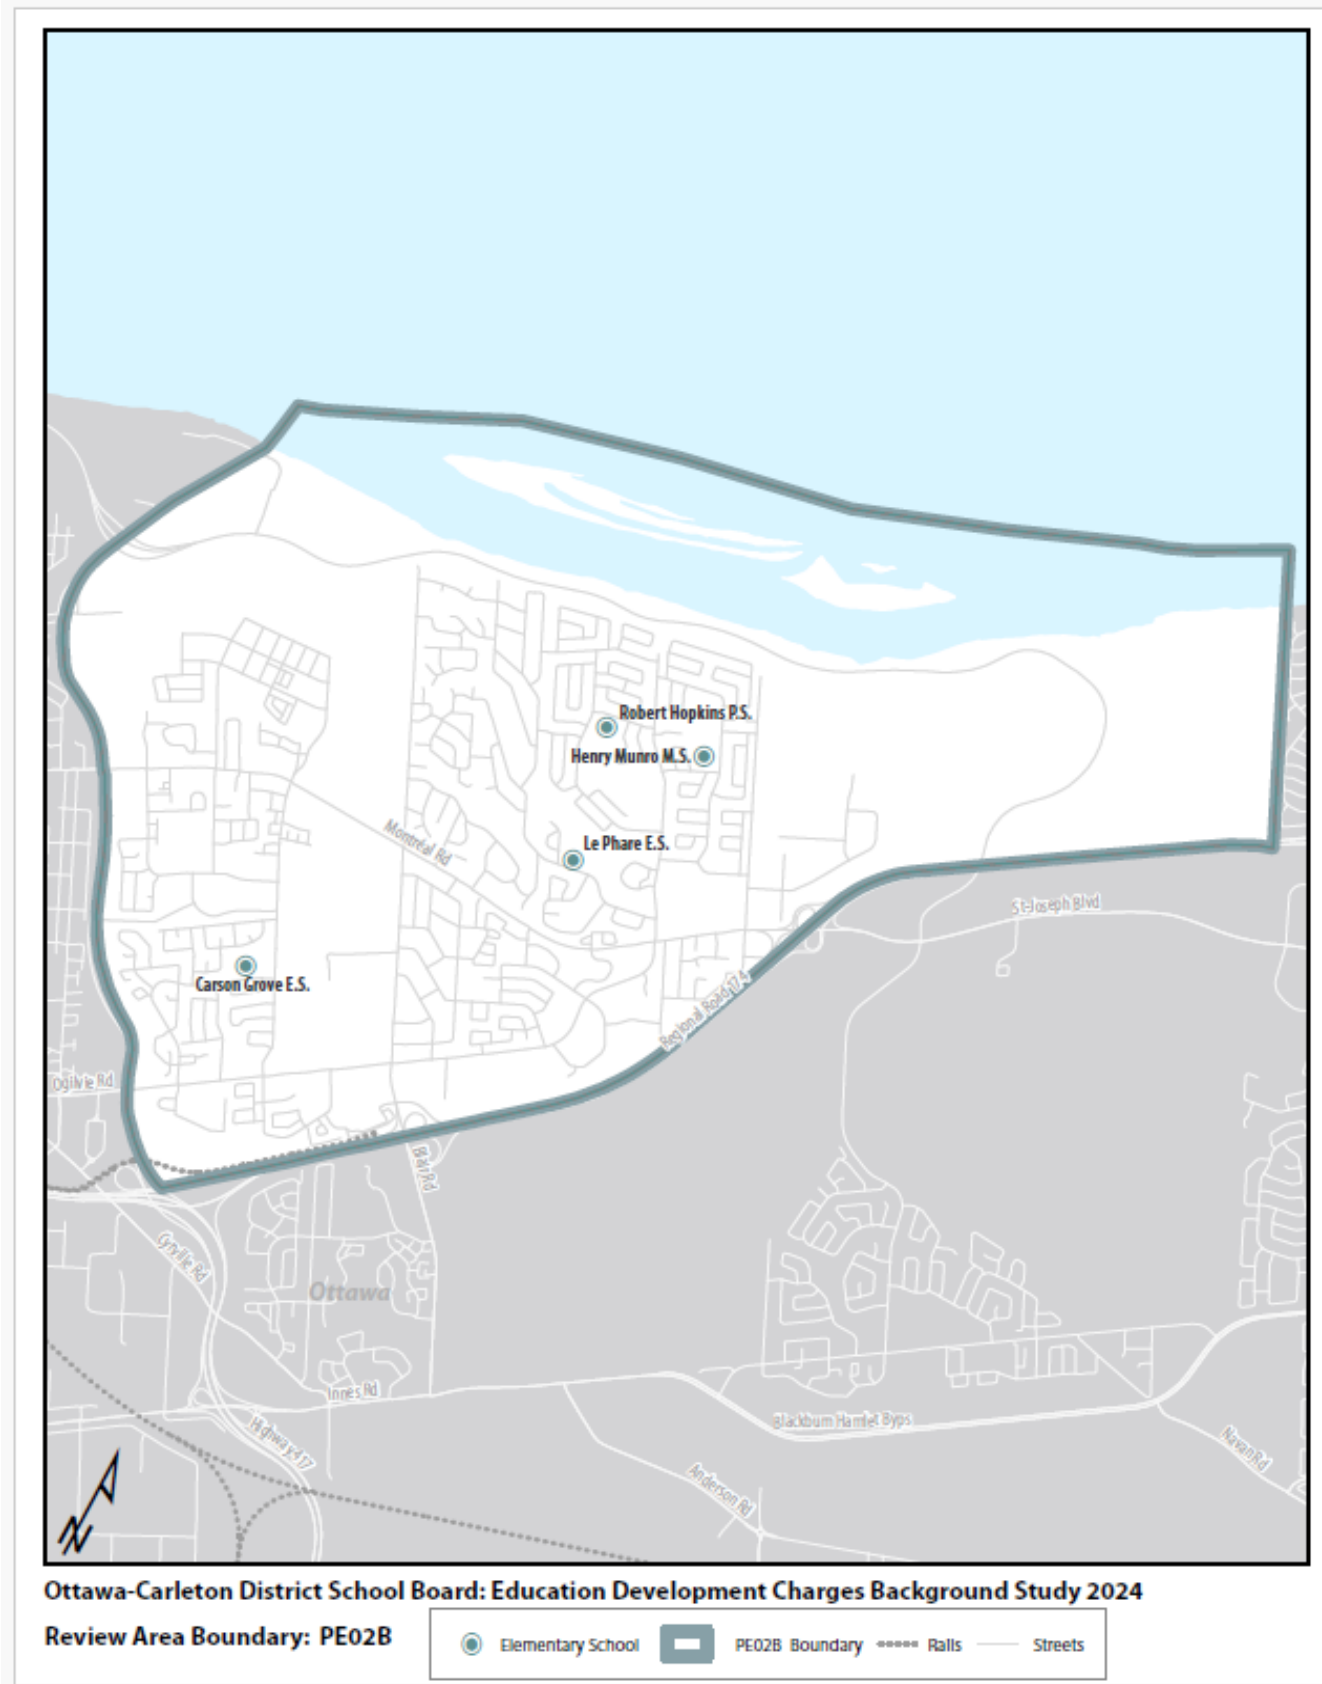 Robert Hopkins P.S.
Henry Munro M.S.
Montréal Rd
Le Phare E.S.
St-Joseph Blvd
Carson Grove E.S.
Regional Road 174
Ogilvie Rd
Blair Rd
Cyrville Rd
Ottawa
Innes Rd
Highway 417
Blackburn Hamlet Byps
Navan Rd
Anderson Rd
N
Ottawa-Carleton District School Board: Education Development Charges Background Study 2024
Review Area Boundary: PE02B
Elementary School
PE02B Boundary
Rails
Streets